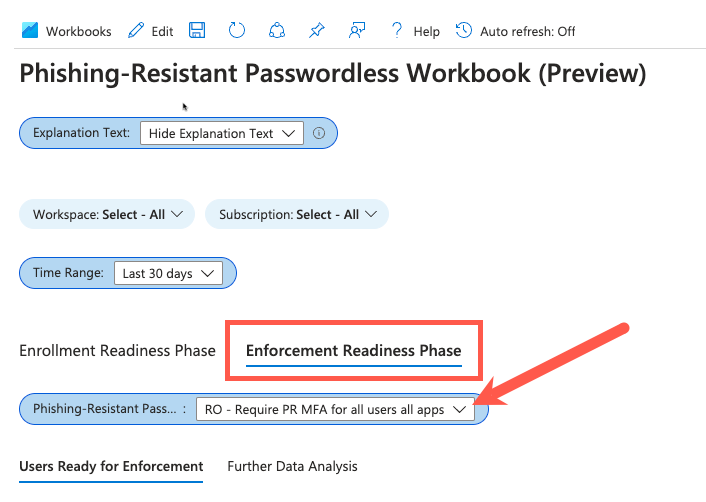 Workbooks Edit ? Help Auto refresh: Off
Phishing-Resistant Passwordless Workbook (Preview)
Explanation Text: Hide Explanation Text
Workspace: Select - All Subscription: Select - All
Time Range: Last 30 days
Enrollment Readiness Phase Enforcement Readiness Phase
Phishing-Resistant Pass... : RO - Require PR MFA for all users all apps
Users Ready for Enforcement Further Data Analysis